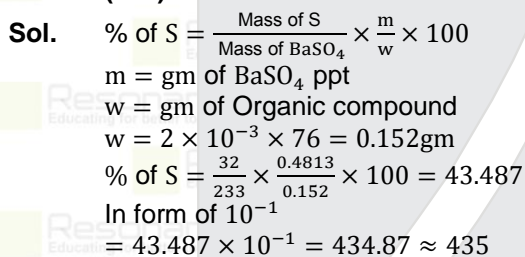 Sol. % of S = Mass of S / Mass of BaSO₄ × m/w × 100
m = gm of BaSO₄ ppt
w = gm of Organic compound
w = 2 × 10⁻³ × 76 = 0.152gm
% of S = 32/233 × 0.4813/0.152 × 100 = 43.487
In form of 10⁻¹
= 43.487 × 10⁻¹ = 434.87 ≈ 435